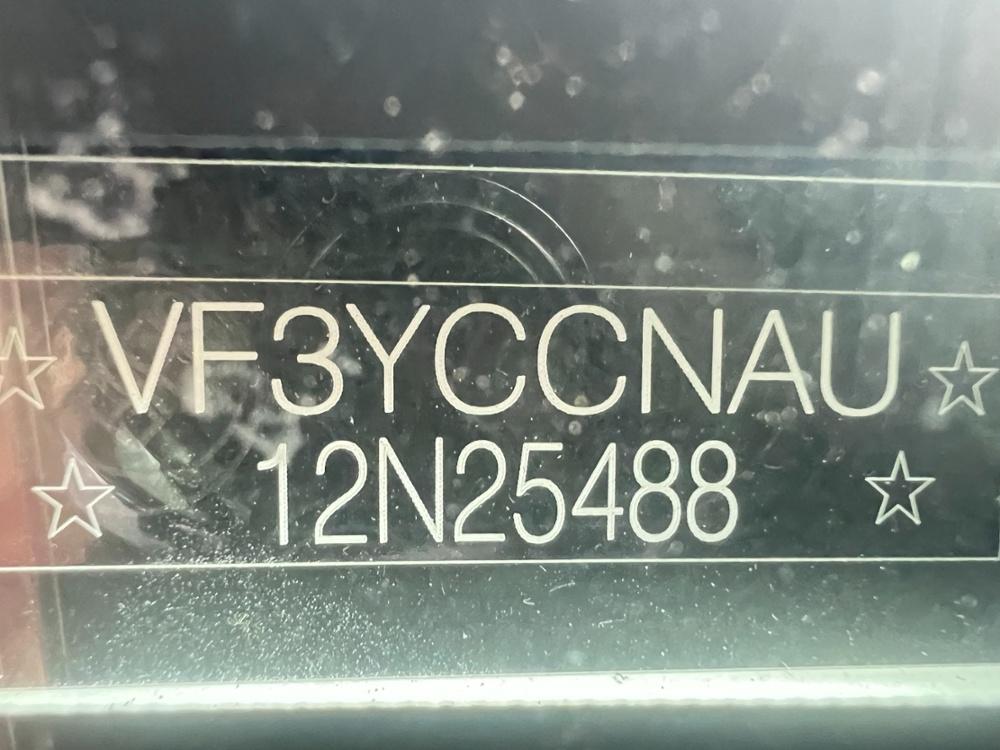 ☆ VF3YCCNAU ☆
☆ 12N25488 ☆